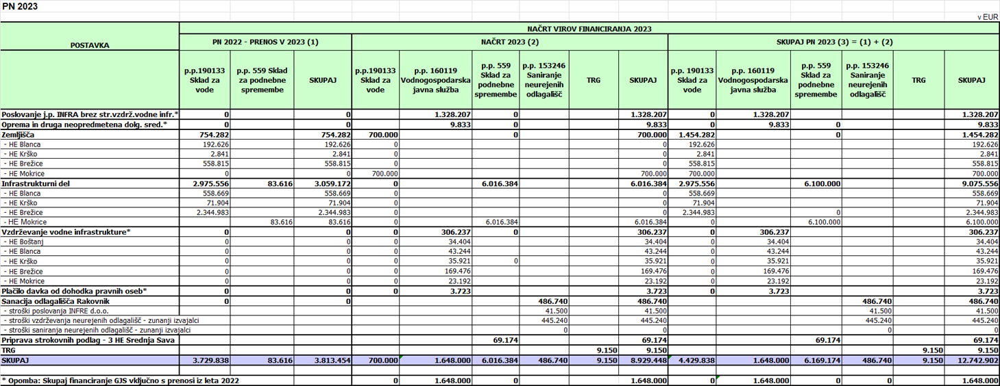 PN 2023
v EUR
NAČRT VIROV FINANCIRANJA 2023
POSTAVKA PN 2022 - PRENOS V 2023 (1) NAČRT 2023 (2) SKUPAJ PN 2023 (3) = (1) + (2)
p.p.190133 Sklad za vode p.p. 559 Sklad za podnebne spremembe SKUPAJ p.p.190133 Sklad za vode p.p. 160119 Vodnogospodarska javna služba p.p. 559 Sklad za podnebne spremembe p.p. 153246 Saniranje neurejenih odlagališč TRG SKUPAJ p.p. 190133 Sklad za vode p.p. 160119 Vodnogospodarska javna služba p.p. 559 Sklad za podnebne spremembe p.p. 153246 Saniranje neurejenih odlagališč TRG SKUPAJ
Poslovanje j.p. INFRA brez str.vzdrž.vodne infr.* 0 0 1.328.207 1.328.207 0 1.328.207 1.328.207
Oprema in druga neopredmetena dolg. sred.* 0 0 9.833 0 9.833 0 9.833 0 9.833
Zemljišča 754.282 754.282 700.000 0 700.000 1.454.282 0 1.454.282
- HE Blanca 192.626 192.626 0 0 192.626 192.626
- HE Krško 2.841 2.841 0 0 2.841 2.841
- HE Brežice 558.815 558.815 0 0 558.815 558.815
- HE Mokrice 0 700.000 700.000 700.000 700.000
Infrastrukturni del 2.975.556 83.616 3.059.172 0 6.016.384 6.016.384 2.975.556 6.100.000 9.075.556
- HE Blanca 558.669 558.669 0 0 558.669 558.669
- HE Krško 71.904 71.904 0 0 71.904 71.904
- HE Brežice 2.344.983 2.344.983 0 0 2.344.983 0 2.344.983
- HE Mokrice 83.616 83.616 0 6.016.384 6.016.384 0 6.100.000 6.100.000
Vzdrževanje vodne infrastrukture* 0 0 0 306.237 0 306.237 0 306.237 306.237
- HE Boštanj 0 0 0 34.404 34.404 0 34.404 34.404
- HE Blanca 0 0 0 43.244 43.244 0 43.244 43.244
- HE Krško 0 0 0 35.921 0 35.921 0 35.921 35.921
- HE Brežice 0 0 0 169.476 169.476 0 169.476 169.476
- HE Mokrice 0 0 0 23.192 23.192 0 23.192 23.192
Plačilo davka od dohodka pravnih oseb* 0 0 0 3.723 3.723 0 3.723 3.723
Sanacija odlagališča Rakovnik 0 0 486.740 486.740 486.740 486.740
- stroški poslovanja INFRE d.o.o. 41.500 41.500 41.500 41.500
- stroški vzdrževanja neurejenih odlagališč - zunanji izvajalci 445.240 445.240 445.240 445.240
- stroški saniranja neurejenih odlagališč - zunanji izvajalci 0 0 0 0
Priprava strokovnih podlag - 3 HE Srednja Sava 69.174 69.174 69.174 69.174
TRG 9.150 9.150 9.150 9.150
SKUPAJ 3.729.838 83.616 3.813.454 700.000 1.648.000 6.016.384 486.740 9.150 8.929.448 4.429.838 1.648.000 6.169.174 486.740 9.150 12.742.902
* Opomba: Skupaj financiranje GJS vključno s prenosi iz leta 2022 0 1.648.000 0 0 1.648.000 0 1.648.000 0 0 1.648.000